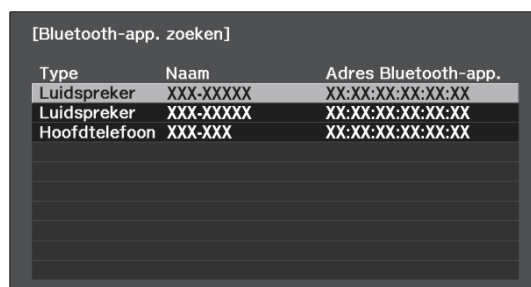 [Bluetooth-app. zoeken]
Type Naam Adres Bluetooth-app.
Luidspreker XXX-XXXXX XX:XX:XX:XX:XX:XX
Luidspreker XXX-XXXXX XX:XX:XX:XX:XX:XX
Hoofdtelefoon XXX-XXX XX:XX:XX:XX:XX:XX